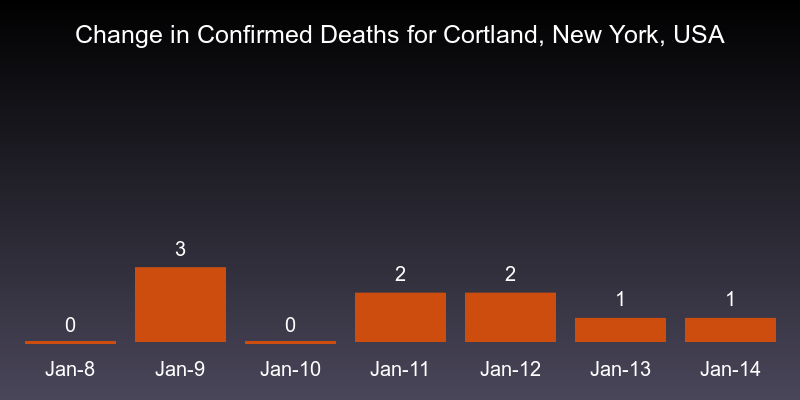 Change in Confirmed Deaths for Cortland, New York, USA
0 3 0 2 2 1 1
Jan-8 Jan-9 Jan-10 Jan-11 Jan-12 Jan-13 Jan-14